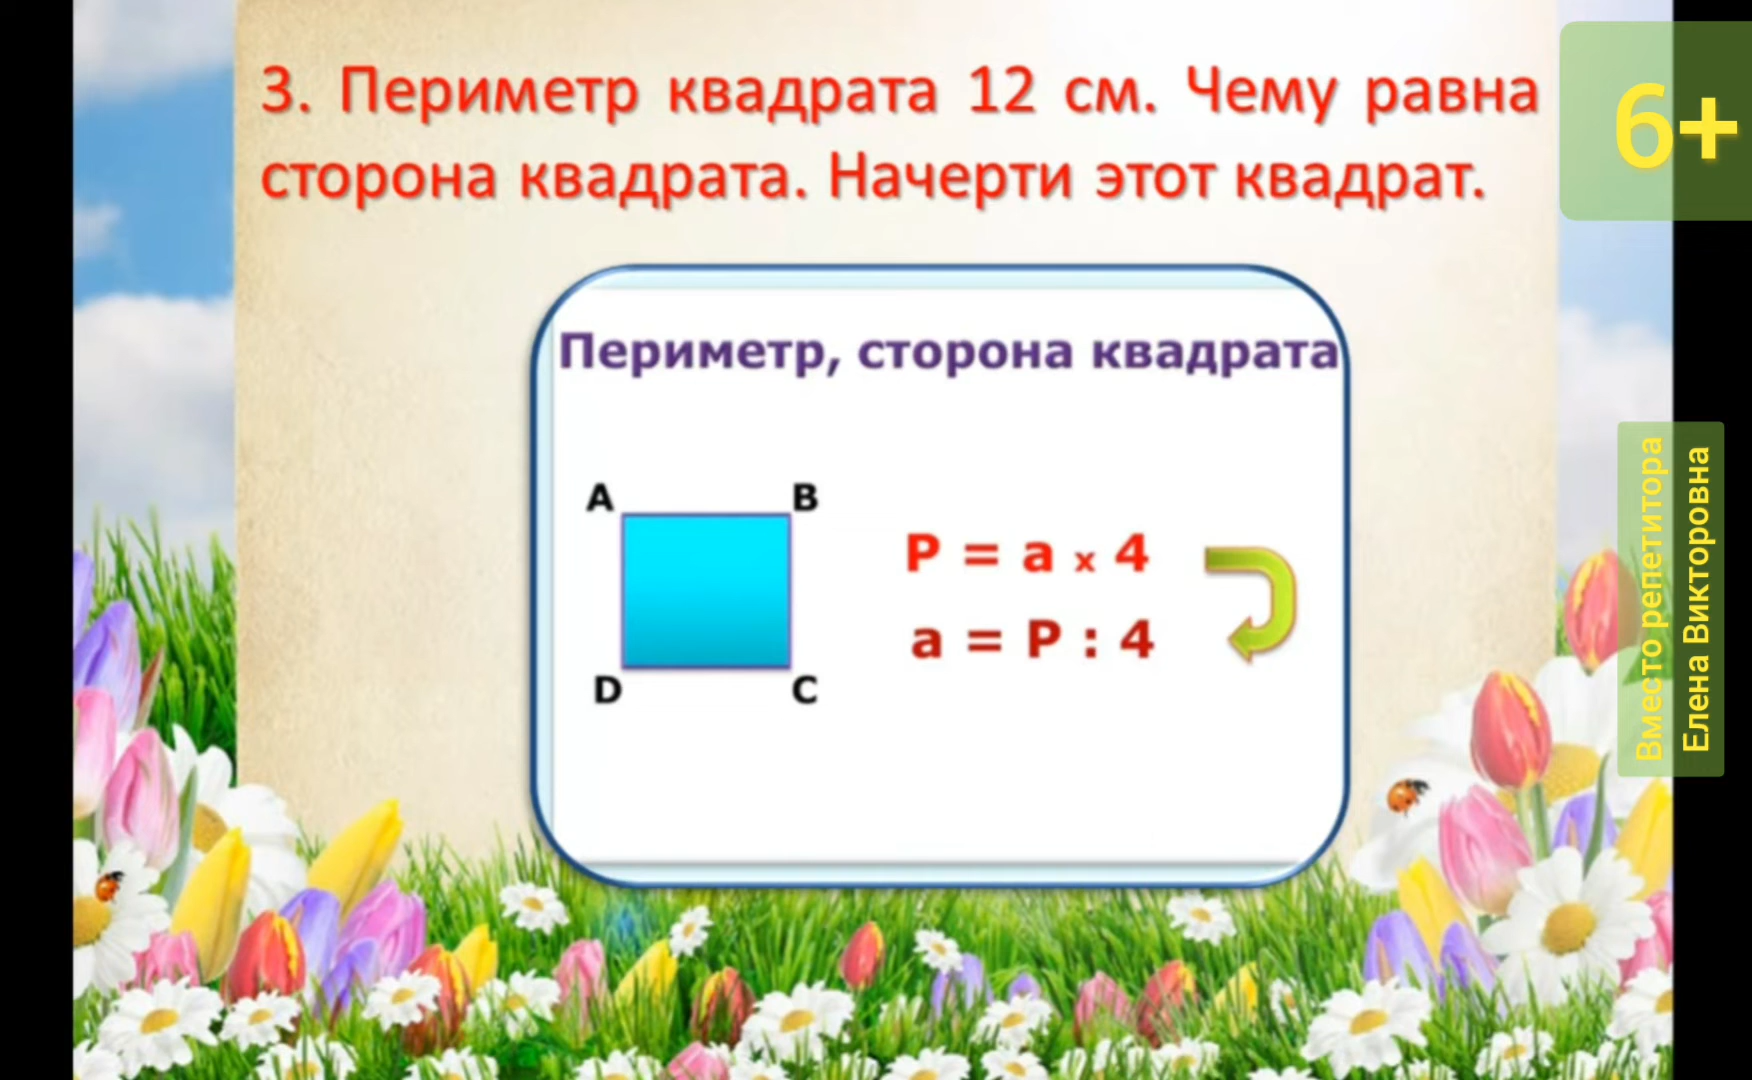 3. Периметр квадрата 12 см. Чему равна
сторона квадрата. Начерти этот квадрат.
6+
Периметр, сторона квадрата
A B
P = a x 4
a = P : 4
D C
Вместо репетитора
Елена Викторовна